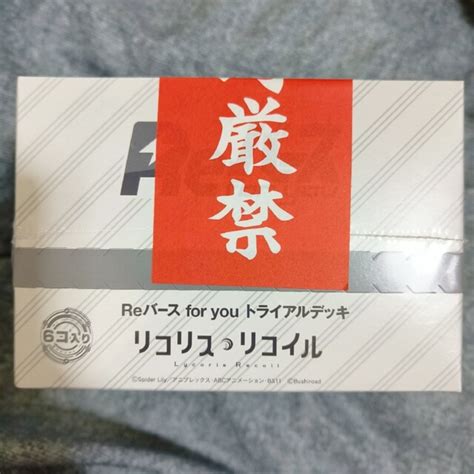 厳禁
Reバース for you トライアルデッキ
6コ入り
リコリス・リコイル
Lycoris Recoil
©Spider Lily／アニプレックス・ABCアニメーション・BS11 ©Bushiroad